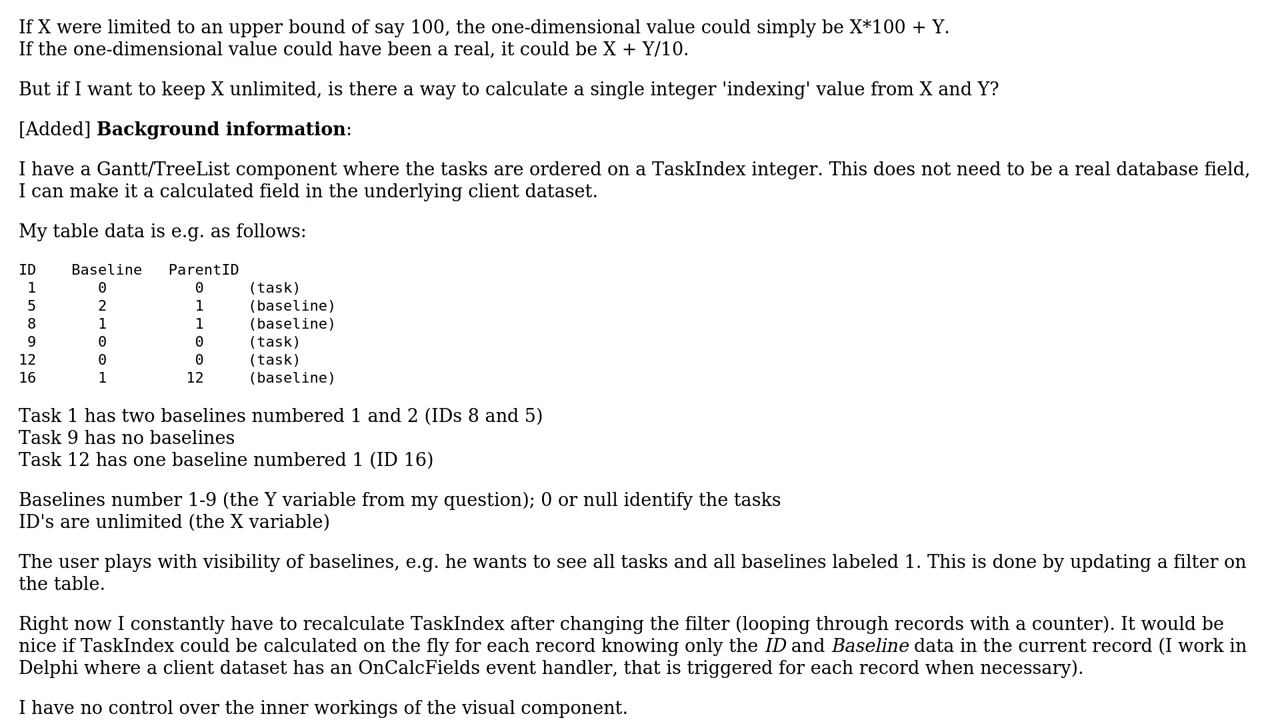 If X were limited to an upper bound of say 100, the one-dimensional value could simply be X*100 + Y.
If the one-dimensional value could have been a real, it could be X + Y/10.
But if I want to keep X unlimited, is there a way to calculate a single integer 'indexing' value from X and Y?
[Added] Background information:
I have a Gantt/TreeList component where the tasks are ordered on a TaskIndex integer. This does not need to be a real database field,
I can make it a calculated field in the underlying client dataset.
My table data is e.g. as follows:
ID    Baseline   ParentID
 1       0          0     (task)
 5       2          1     (baseline)
 8       1          1     (baseline)
 9       0          0     (task)
12       0          0     (task)
16       1         12     (baseline)
Task 1 has two baselines numbered 1 and 2 (IDs 8 and 5)
Task 9 has no baselines
Task 12 has one baseline numbered 1 (ID 16)
Baselines number 1-9 (the Y variable from my question); 0 or null identify the tasks
ID's are unlimited (the X variable)
The user plays with visibility of baselines, e.g. he wants to see all tasks and all baselines labeled 1. This is done by updating a filter on
the table.
Right now I constantly have to recalculate TaskIndex after changing the filter (looping through records with a counter). It would be
nice if TaskIndex could be calculated on the fly for each record knowing only the ID and Baseline data in the current record (I work in
Delphi where a client dataset has an OnCalcFields event handler, that is triggered for each record when necessary).
I have no control over the inner workings of the visual component.